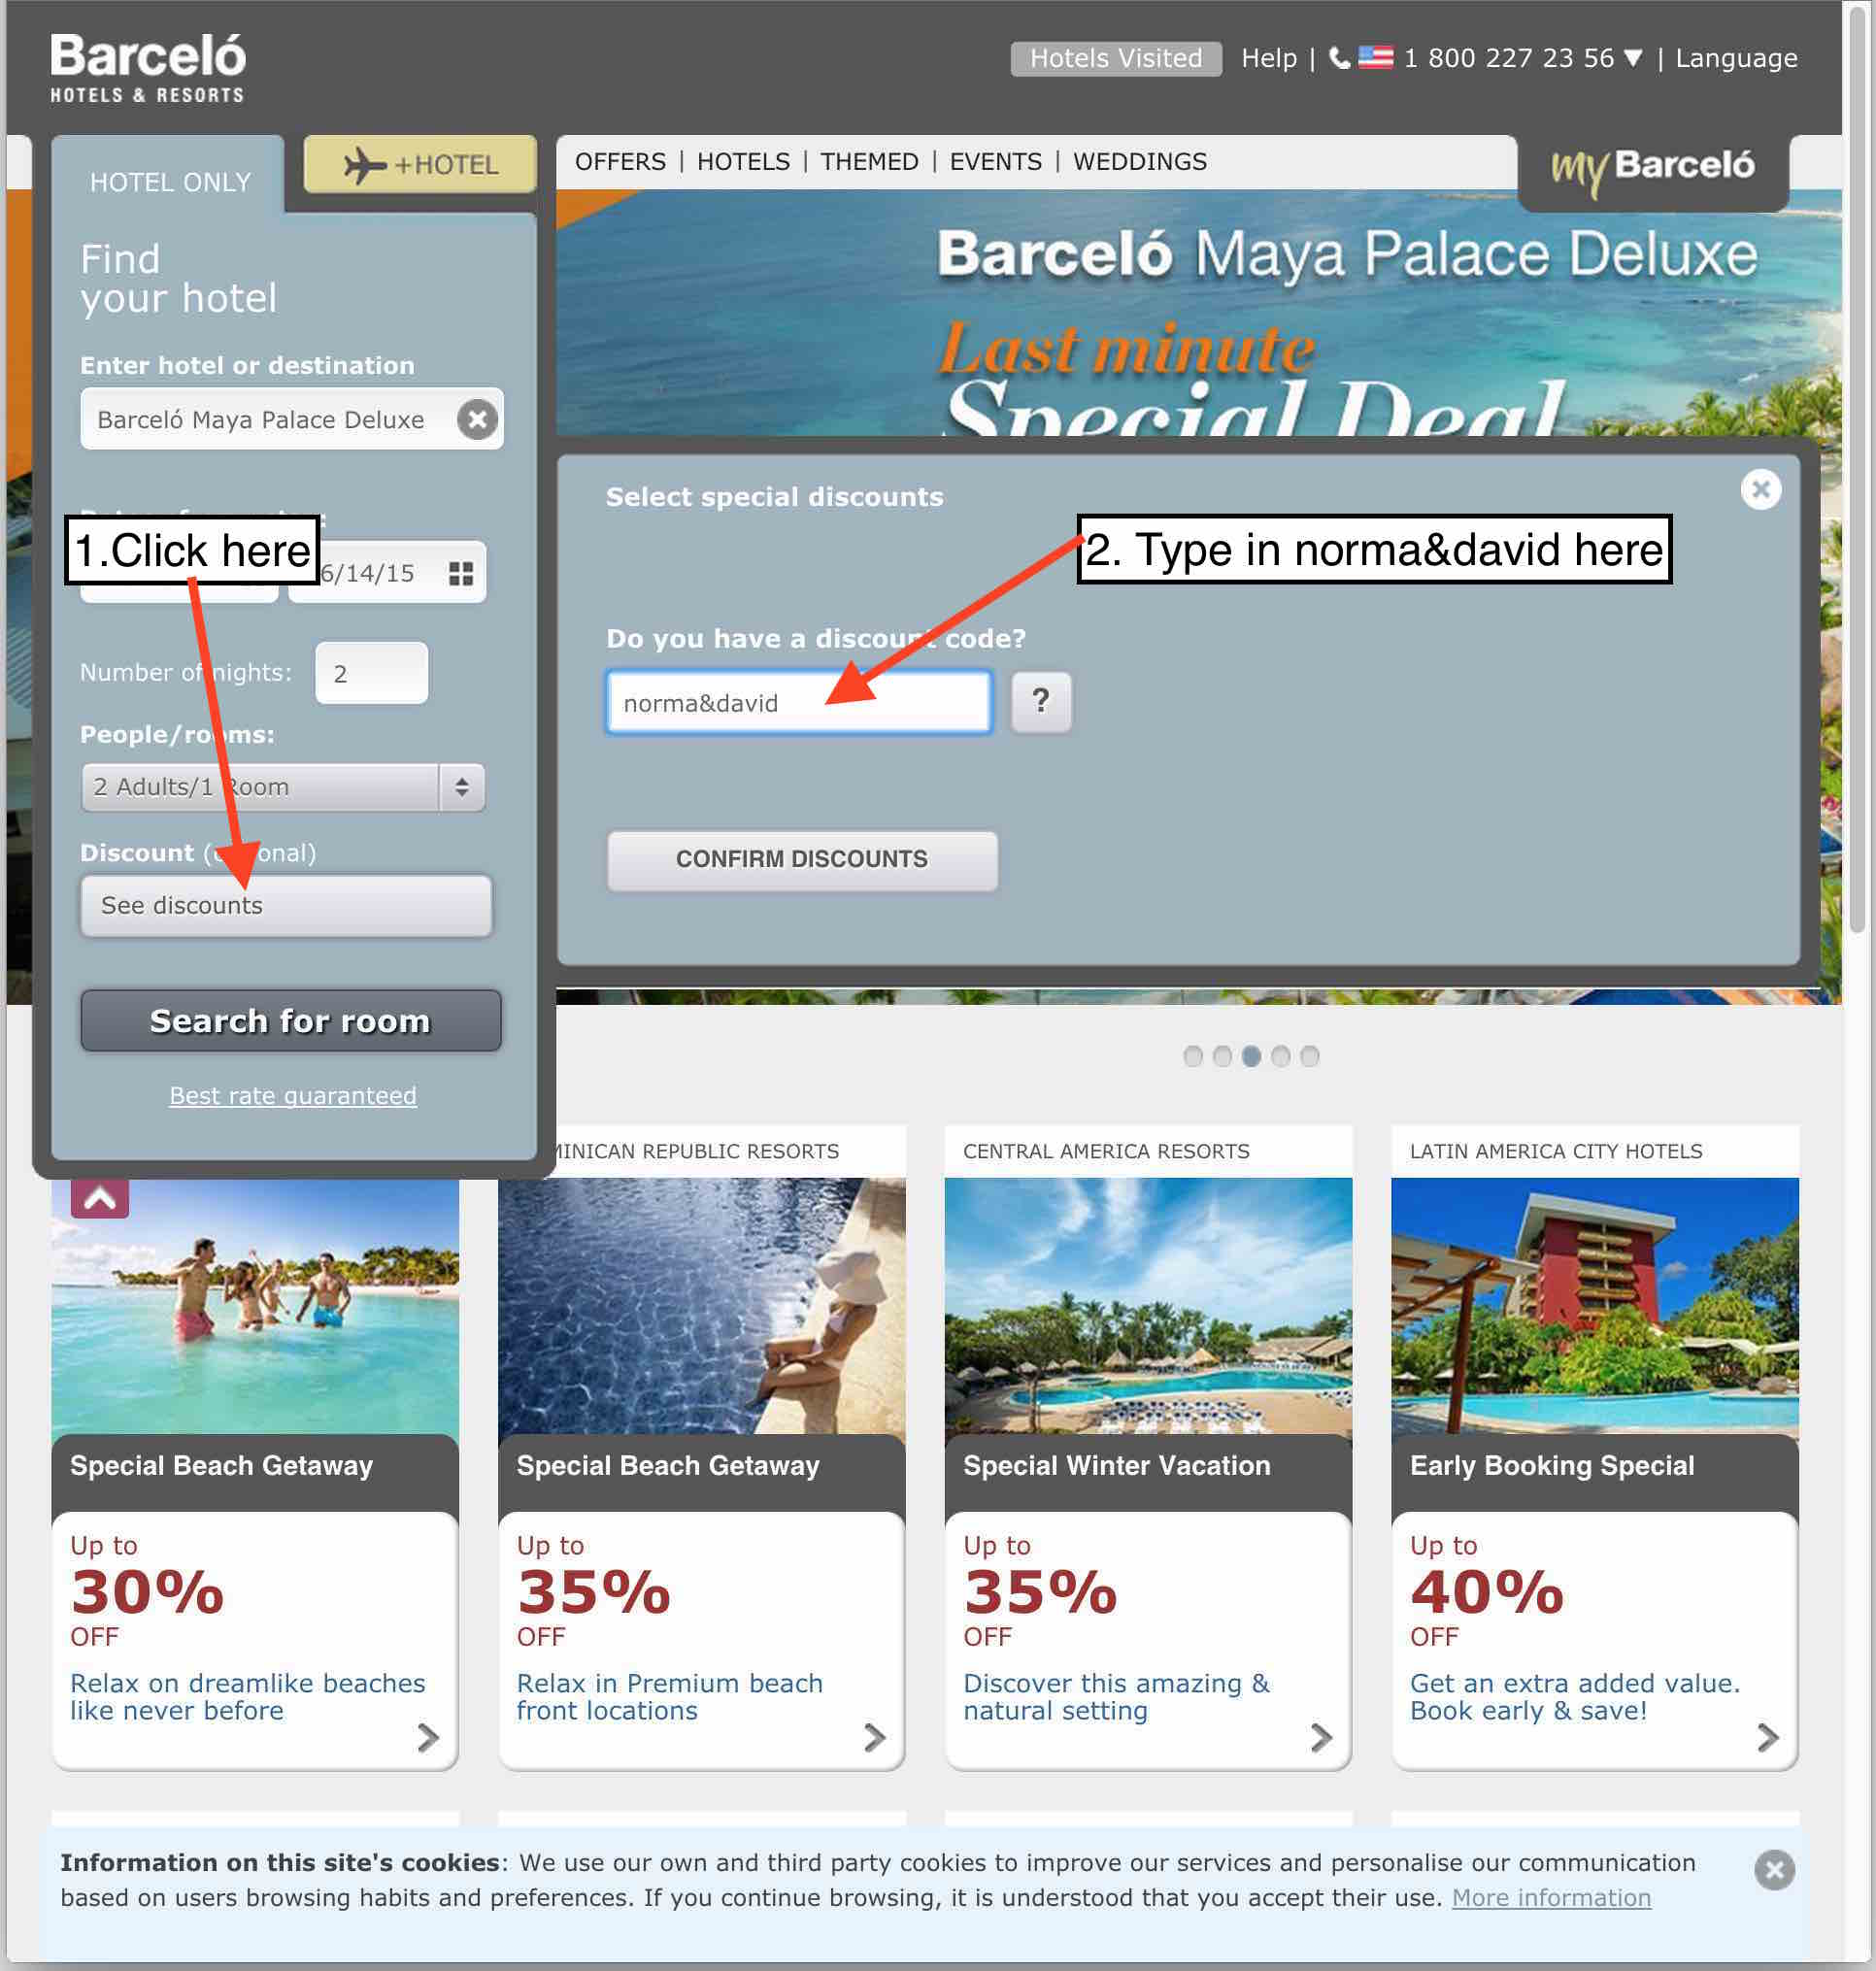 Barceló
HOTELS & RESORTS
Hotels Visited Help | 1 800 227 23 56 ▼ | Language
HOTEL ONLY
+HOTEL
OFFERS | HOTELS | THEMED | EVENTS | WEDDINGS
my Barceló
Find
your hotel
Enter hotel or destination
Barceló Maya Palace Deluxe
1.Click here
6/14/15
Number of nights: 2
People/rooms:
2 Adults/1 Room
Discount
See discounts
Search for room
Best rate guaranteed
Barceló Maya Palace Deluxe
Last minute
Special Deal
Select special discounts
2. Type in norma&david here
Do you have a discount code?
norma&david
?
CONFIRM DISCOUNTS
MINICAN REPUBLIC RESORTS
CENTRAL AMERICA RESORTS
LATIN AMERICA CITY HOTELS
Special Beach Getaway
Up to
30%
OFF
Relax on dreamlike beaches
like never before
Special Beach Getaway
Up to
35%
OFF
Relax in Premium beach
front locations
Special Winter Vacation
Up to
35%
OFF
Discover this amazing &
natural setting
Early Booking Special
Up to
40%
OFF
Get an extra added value.
Book early & save!
Information on this site's cookies: We use our own and third party cookies to improve our services and personalise our communication
based on users browsing habits and preferences. If you continue browsing, it is understood that you accept their use. More information